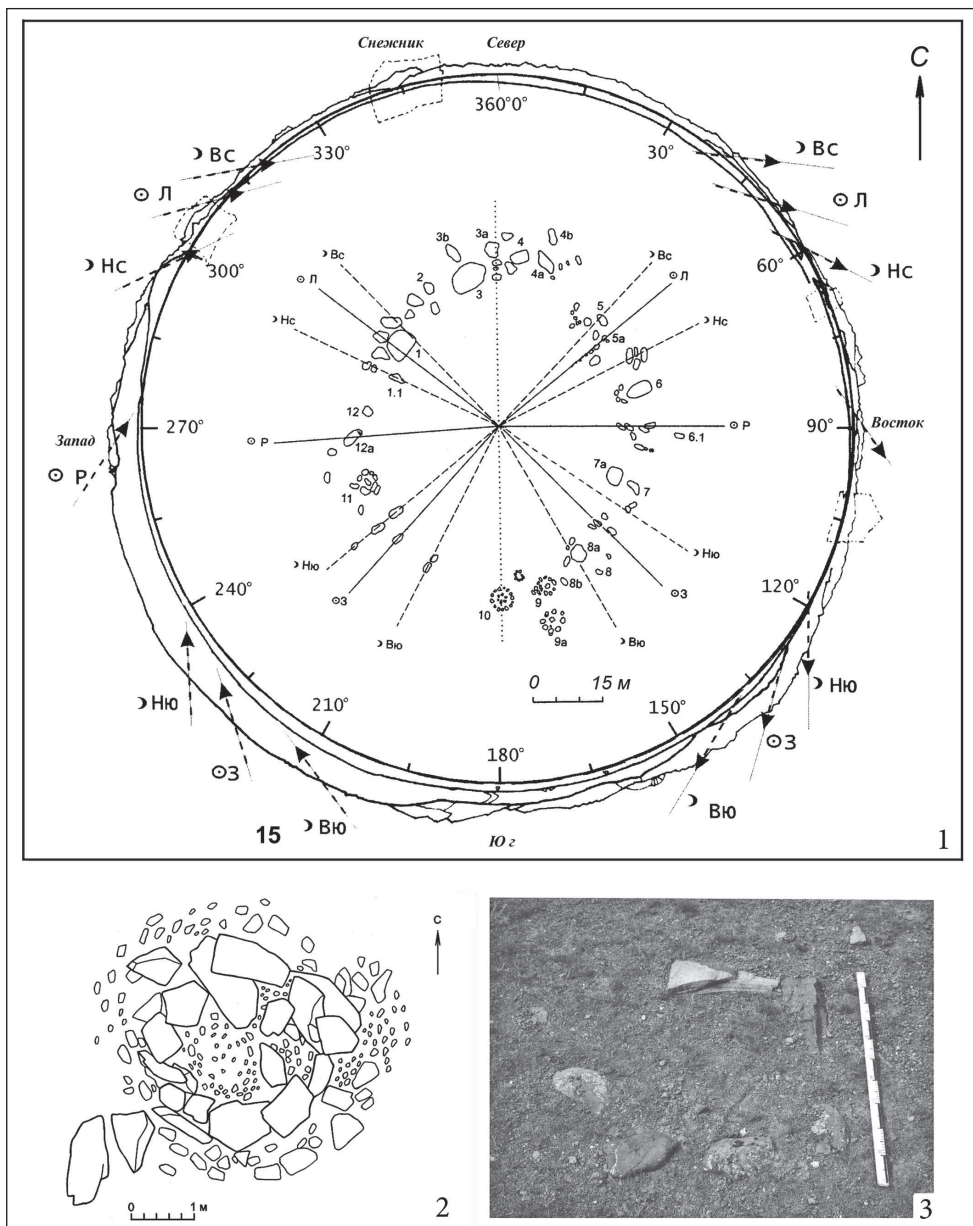 Снежник Север
С
360°0°
330° 30°
☽ Вс ☽ Вс
☉ Л ☉ Л
☽ Нс 300° 60° ☽ Нс
3b 3a 4 4b
☽ Вс 2 3 4a ☽ Вс
☉ Л ☉ Л
☽ Нс 1 5 ☽ Нс
5a
1.1 6
12
Запад 270° ☉ Р 12a 6.1 ☉ Р 90° Восток
☉ Р
11 7a 7
☽ Ню 8a ☽ Ню
☉ З 8 ☉ З
240° 8b 120°
10 9
☽ Вю 9a ☽ Вю
☽ Ню 0 15 м ☽ Ню
210° 150°
☉ З 180° ☉ З
☽ Вю ☽ Вю
15 Юг 1
С
0 1 м
2
3